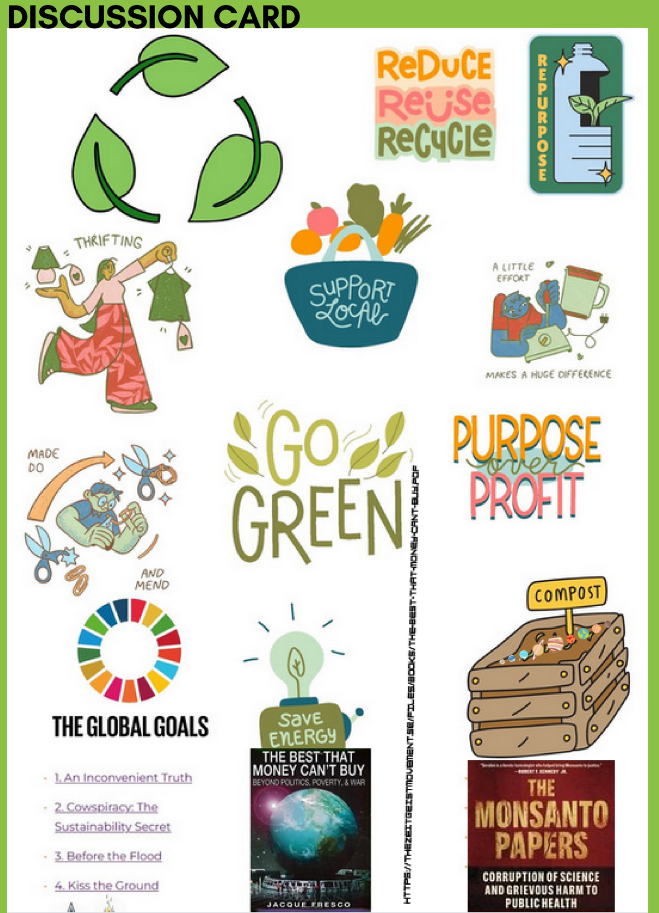 DISCUSSION CARD
REDUCE
REUSE
RECYCLE
REPURPOSE
THRIFTING
SUPPORT
LOCAL
A LITTLE
EFFORT
MAKES A HUGE DIFFERENCE
GO
GREEN
PURPOSE
over
PROFIT
MADE
DO
AND
MEND
COMPOST
THE GLOBAL GOALS
SAVE
ENERGY
HTTPS://THEZEITGEISTMOVEMENT.SE/FILES/BOOKS/THE-BEST-THAT-MONEY-CANT-BUY.PDF
1. An Inconvenient Truth
2. Cowspiracy: The
Sustainability Secret
3. Before the Flood
4. Kiss the Ground
THE BEST THAT
MONEY CAN'T BUY
BEYOND POLITICS, POVERTY, & WAR
JACQUE FRESCO
—ROBERT F. KENNEDY JR.
THE
MONSANTO
PAPERS
CORRUPTION OF SCIENCE
AND GRIEVOUS HARM TO
PUBLIC HEALTH